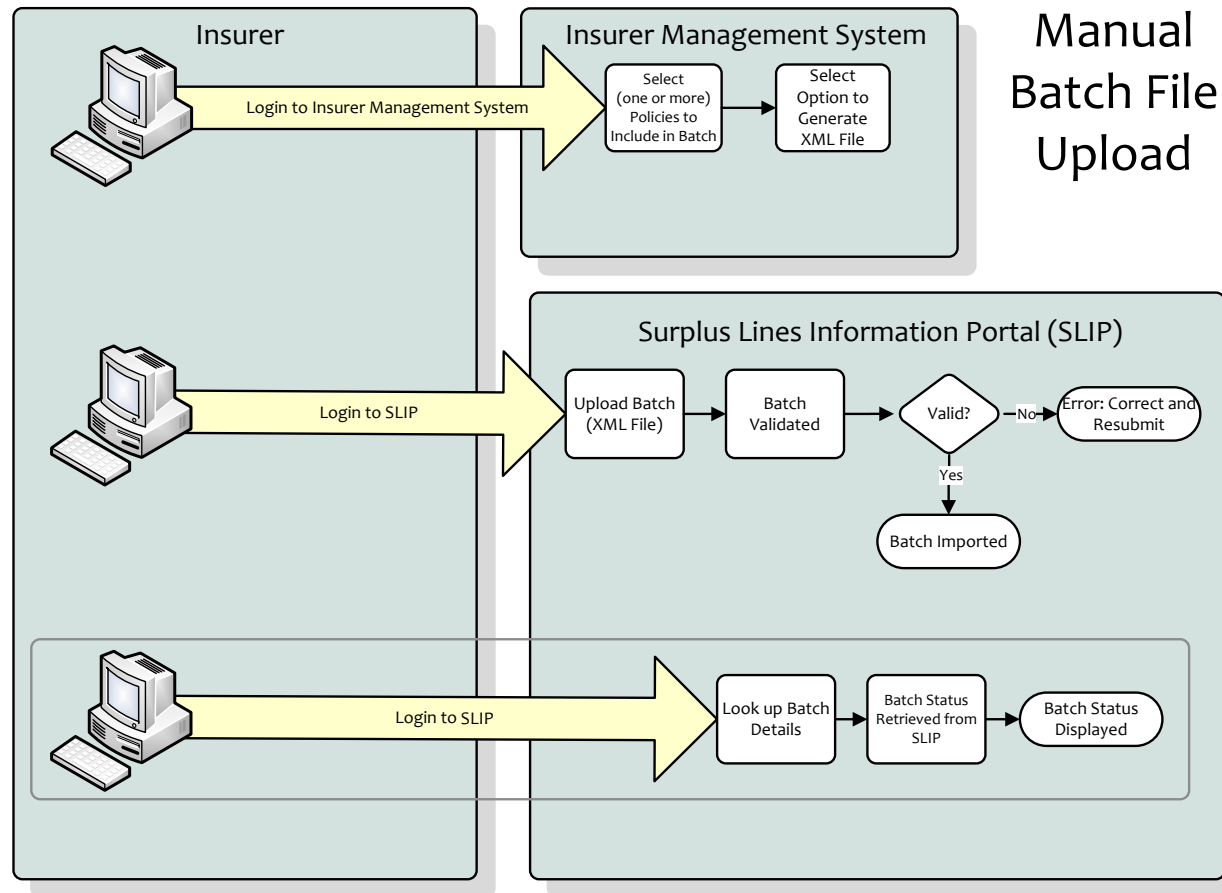 Insurer
Insurer Management System
Manual
Batch File
Upload
Login to Insurer Management System
Select
(one or more)
Policies to
Include in Batch
Select
Option to
Generate
XML File
Surplus Lines Information Portal (SLIP)
Login to SLIP
Upload Batch
(XML File)
Batch
Validated
Valid?
No
Error: Correct and
Resubmit
Yes
Batch Imported
Login to SLIP
Look up Batch
Details
Batch Status
Retrieved from
SLIP
Batch Status
Displayed